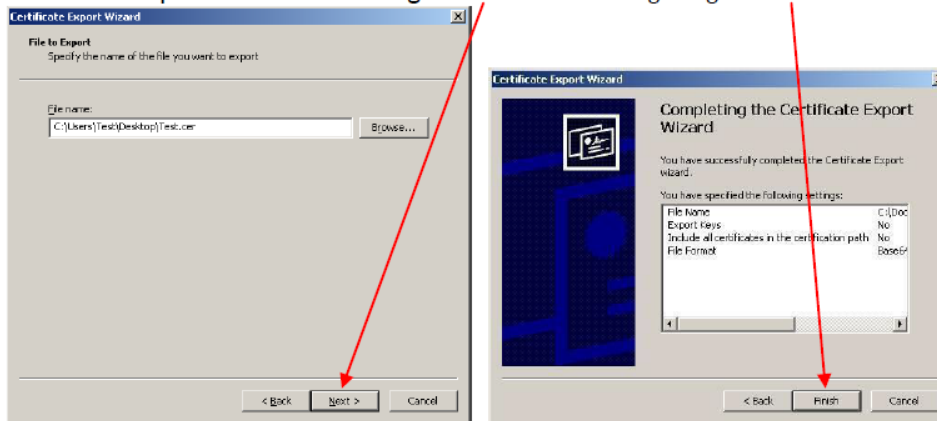 Certificate Export Wizard
File to Export
Specify the name of the file you want to export
File name:
C:\Users\Test\Desktop\Test.cer
Browse...
< Back
Next >
Cancel
Certificate Export Wizard
Completing the Certificate Export
Wizard
You have successfully completed the Certificate Export
wizard.
You have specified the following settings:
File Name C:\Doc
Export Keys No
Include all certificates in the certification path No
File Format Base64
< Back
Finish
Cancel